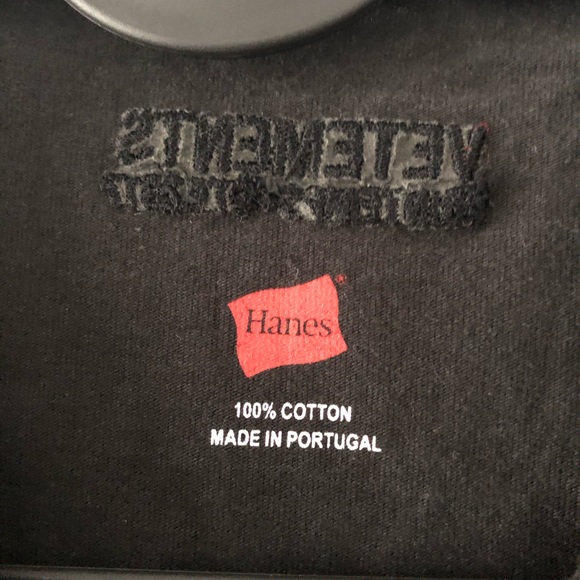 VETEMENTS
Hanes
100% COTTON
MADE IN PORTUGAL